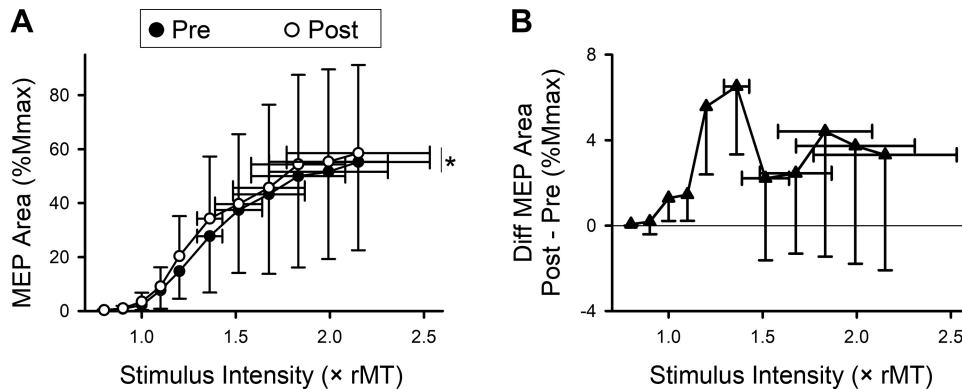 A
Pre Post
MEP Area (%Mmax)
80
60
40
20
0
1.0 1.5 2.0 2.5
Stimulus Intensity (× rMT)
*
B
Diff MEP Area
Post - Pre (%Mmax)
8
4
0
-4
1.0 1.5 2.0 2.5
Stimulus Intensity (× rMT)